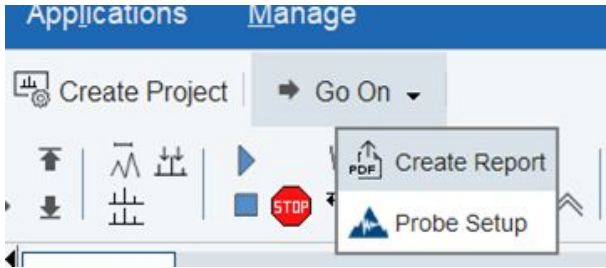 Applications Manage
Create Project Go On
PDF Create Report
STOP
Probe Setup